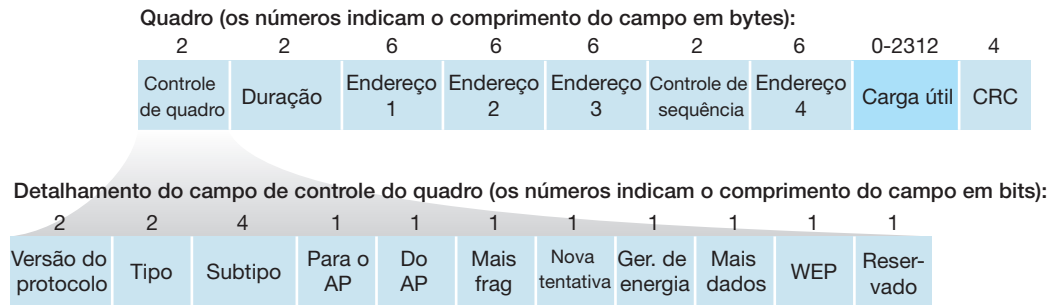 Quadro (os números indicam o comprimento do campo em bytes):
2 2 6 6 6 2 6 0-2312 4
Controle
de quadro
Duração
Endereço
1
Endereço
2
Endereço
3
Controle de
sequência
Endereço
4
Carga útil
CRC
Detalhamento do campo de controle do quadro (os números indicam o comprimento do campo em bits):
2 2 4 1 1 1 1 1 1 1 1
Versão do
protocolo
Tipo
Subtipo
Para o
AP
Do
AP
Mais
frag
Nova
tentativa
Ger. de
energia
Mais
dados
WEP
Reser-
vado